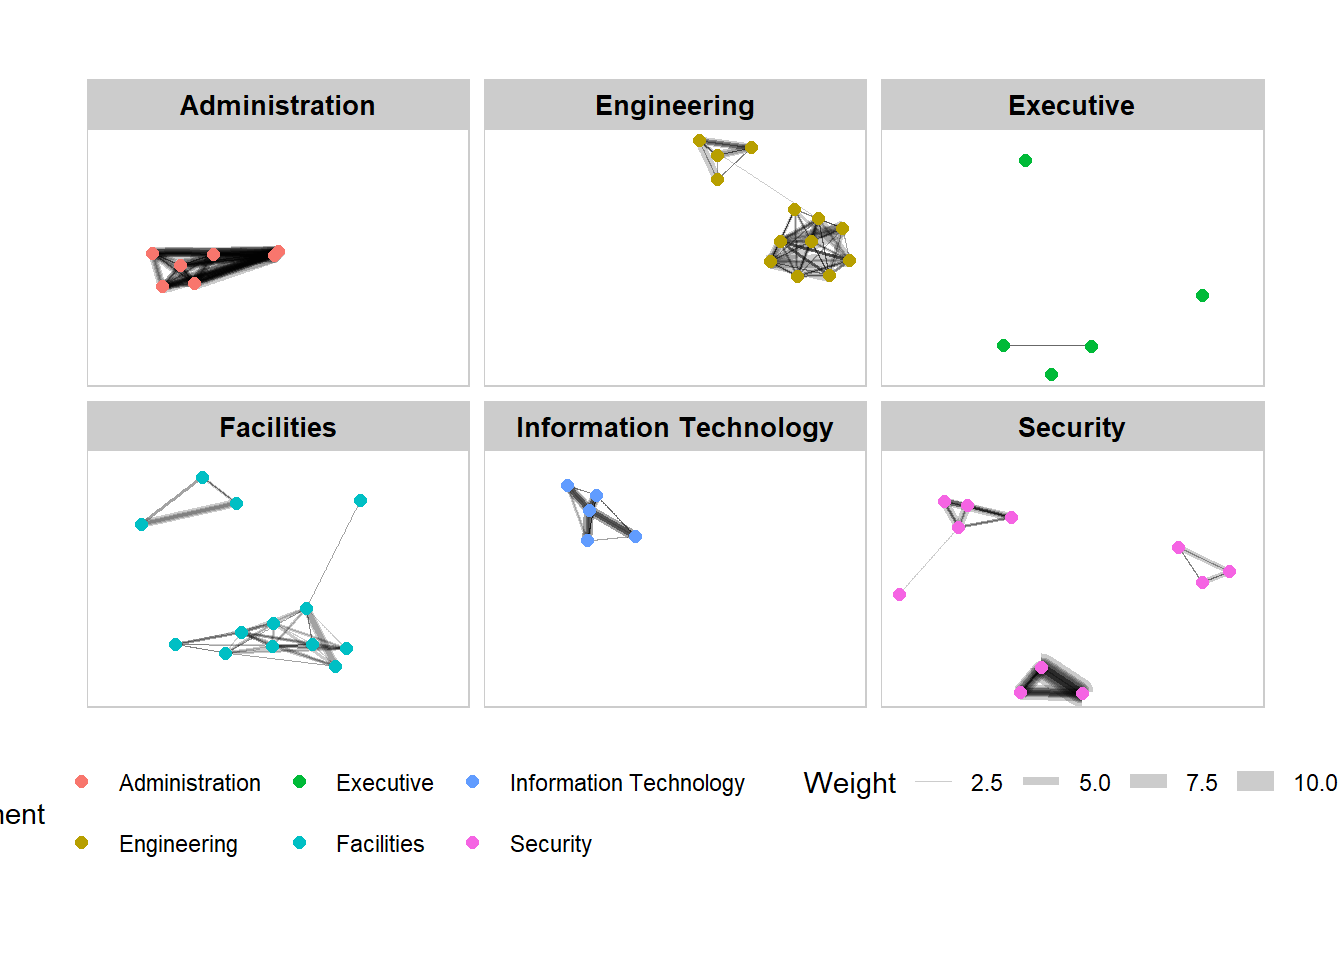 Administration
Engineering
Executive
Facilities
Information Technology
Security
Administration
Executive
Information Technology
Weight
2.5
5.0
7.5
10.0
Engineering
Facilities
Security